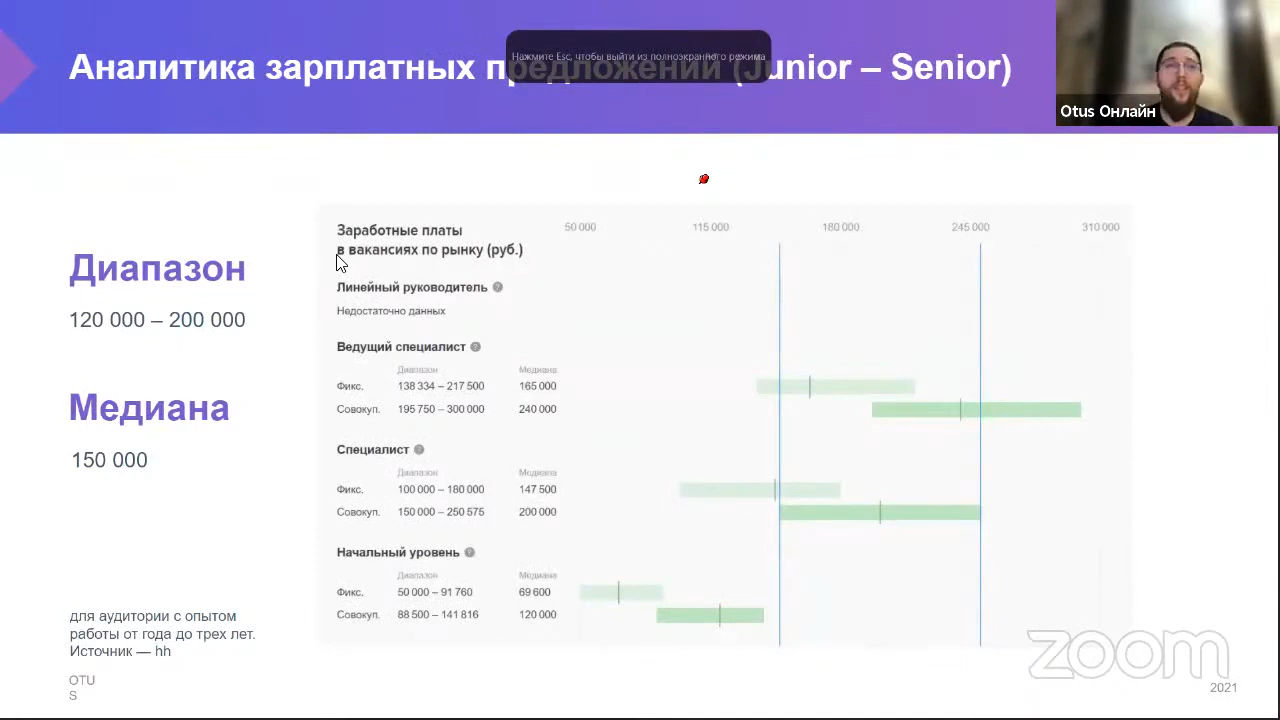 Аналитика зарплатных предложений (Junior – Senior)
Нажмите Esc, чтобы выйти из полноэкранного режима
Otus Онлайн
Диапазон
120 000 – 200 000
Медиана
150 000
для аудитории с опытом
работы от года до трех лет.
Источник — hh
OTU
S
Заработные платы
в вакансиях по рынку (руб.)
50 000 115 000 180 000 245 000 310 000
Линейный руководитель ?
Недостаточно данных
Ведущий специалист ?
Диапазон Медиана
Фикс. 138 334 – 217 500 165 000
Совокуп. 195 750 – 300 000 240 000
Специалист ?
Диапазон Медиана
Фикс. 100 000 – 180 000 147 500
Совокуп. 150 000 – 250 575 200 000
Начальный уровень ?
Диапазон Медиана
Фикс. 50 000 – 91 760 69 600
Совокуп. 88 500 – 141 816 120 000
zoom
2021